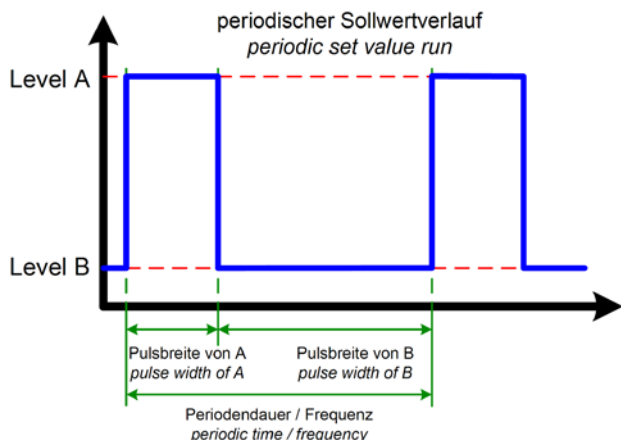 periodischer Sollwertverlauf
periodic set value run
Level A
Level B
Pulsbreite von A
pulse width of A
Pulsbreite von B
pulse width of B
Periodendauer / Frequenz
periodic time / frequency